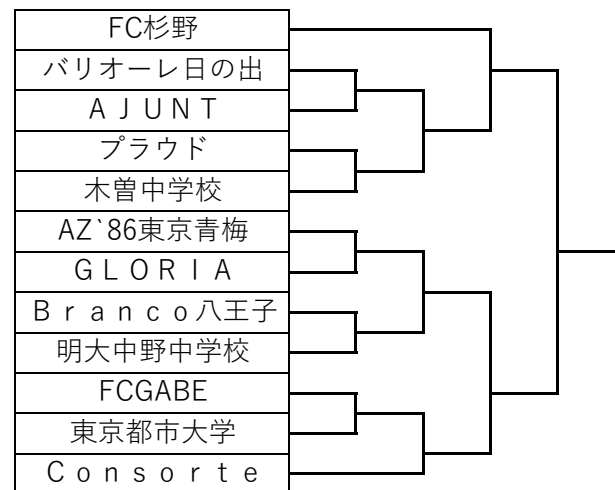 FC杉野
バリオーレ日の出
ＡＪＵＮＴ
プラウド
木曽中学校
AZ`86東京青梅
ＧＬＯＲＩＡ
Ｂｒａｎｃｏ八王子
明大中野中学校
FCGABE
東京都市大学
Ｃｏｎｓｏｒｔｅ